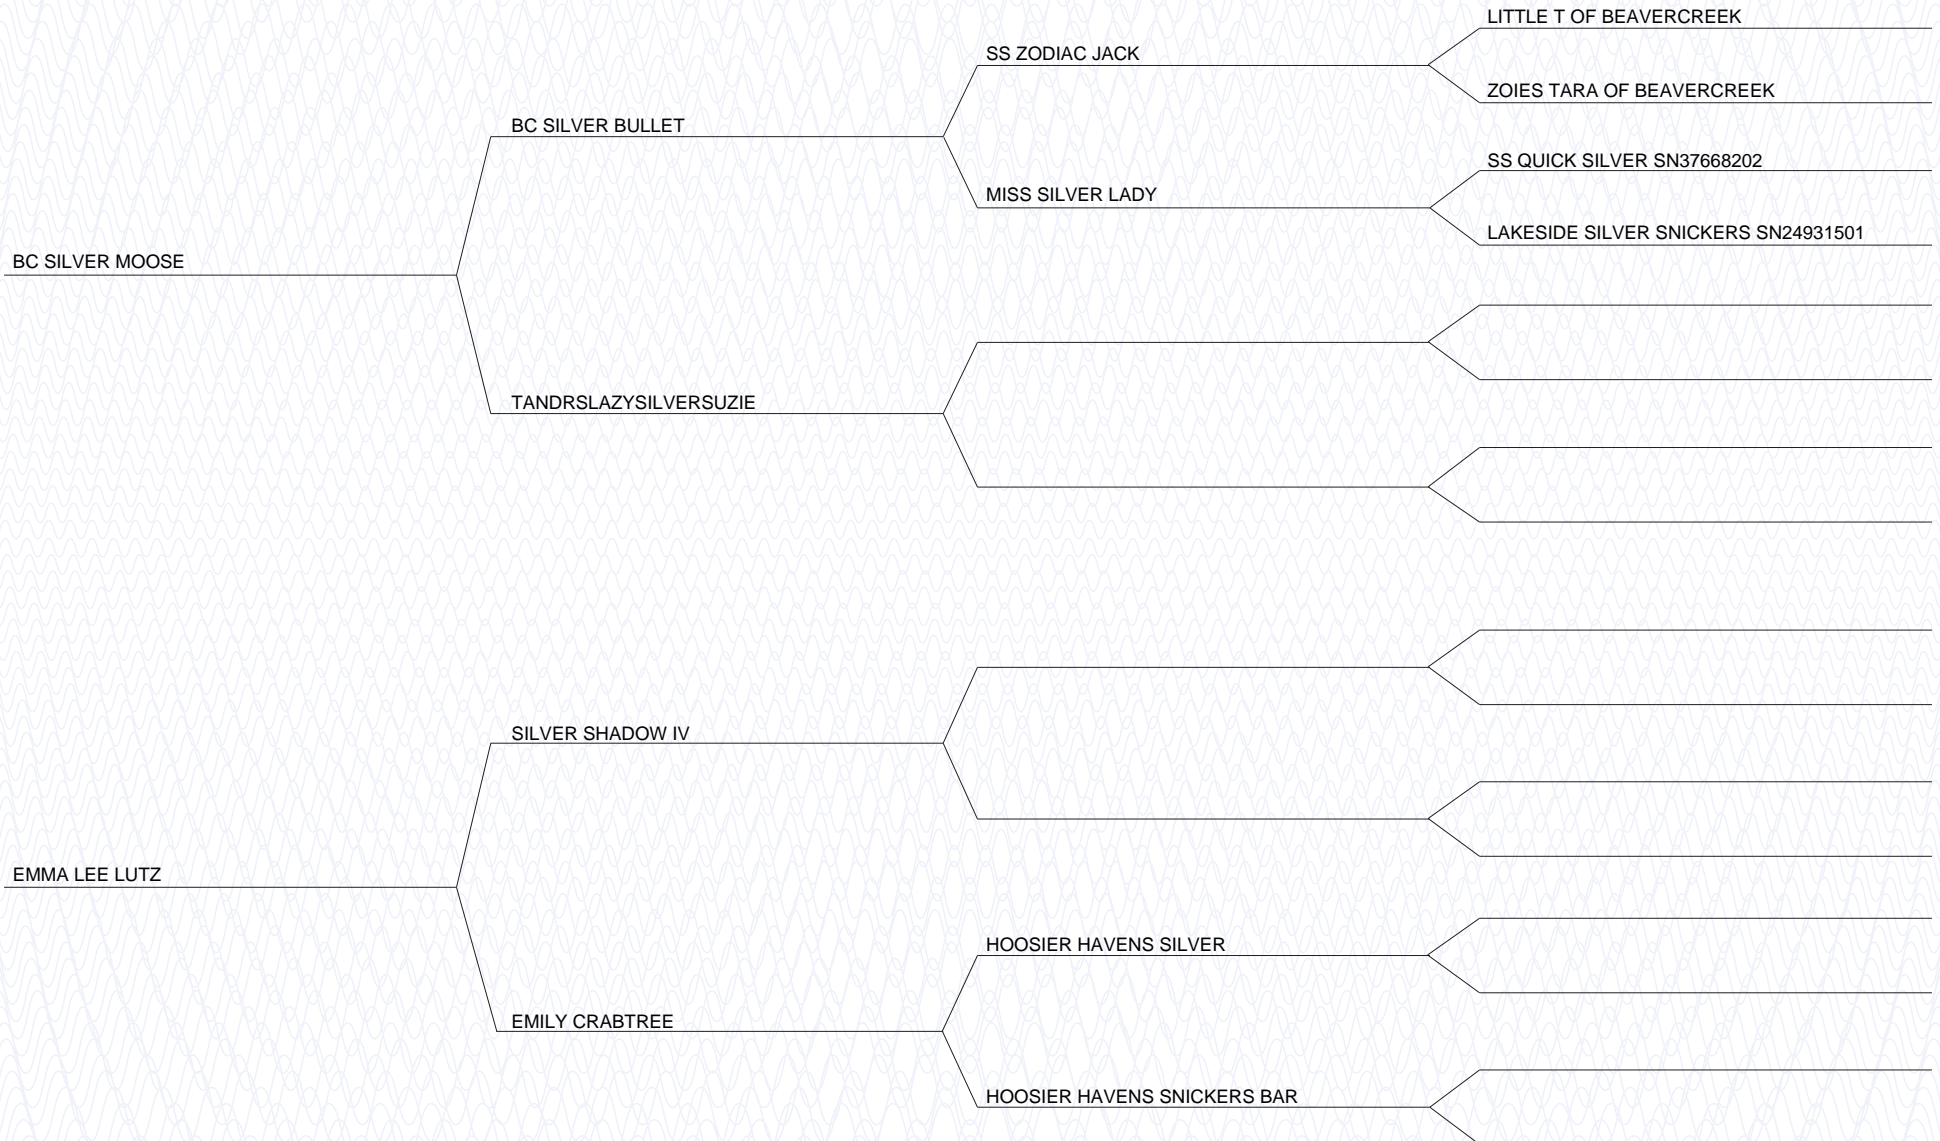 LITTLE T OF BEAVERCREEK
SS ZODIAC JACK
ZOIES TARA OF BEAVERCREEK
BC SILVER BULLET
SS QUICK SILVER SN37668202
MISS SILVER LADY
LAKESIDE SILVER SNICKERS SN24931501
BC SILVER MOOSE
TANDRSLAZYSILVERSUZIE
SILVER SHADOW IV
EMMA LEE LUTZ
HOOSIER HAVENS SILVER
EMILY CRABTREE
HOOSIER HAVENS SNICKERS BAR